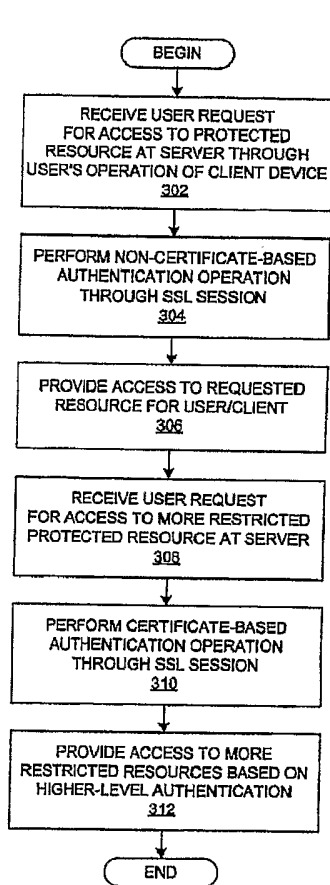 BEGIN
RECEIVE USER REQUEST
FOR ACCESS TO PROTECTED
RESOURCE AT SERVER THROUGH
USER'S OPERATION OF CLIENT DEVICE
302
PERFORM NON-CERTIFICATE-BASED
AUTHENTICATION OPERATION
THROUGH SSL SESSION
304
PROVIDE ACCESS TO REQUESTED
RESOURCE FOR USER/CLIENT
306
RECEIVE USER REQUEST
FOR ACCESS TO MORE RESTRICTED
PROTECTED RESOURCE AT SERVER
308
PERFORM CERTIFICATE-BASED
AUTHENTICATION OPERATION
THROUGH SSL SESSION
310
PROVIDE ACCESS TO MORE
RESTRICTED RESOURCES BASED ON
HIGHER-LEVEL AUTHENTICATION
312
END